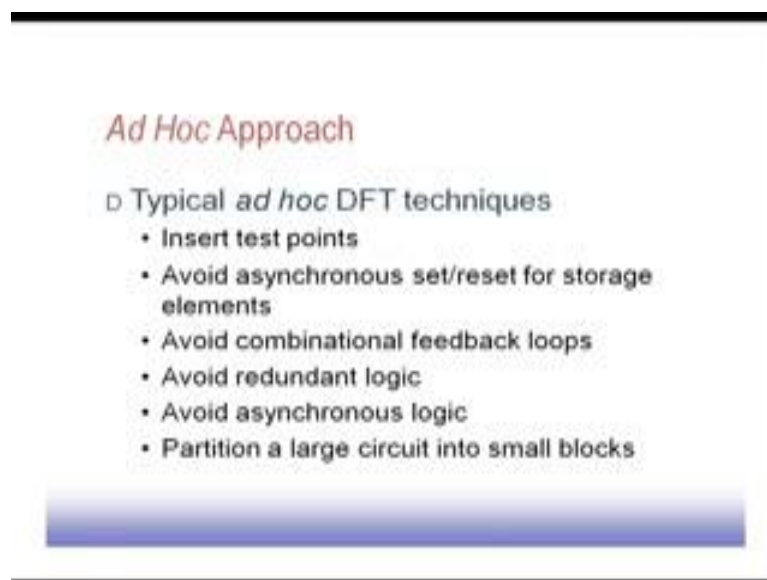 Ad Hoc Approach
D Typical ad hoc DFT techniques
• Insert test points
• Avoid asynchronous set/reset for storage
elements
• Avoid combinational feedback loops
• Avoid redundant logic
• Avoid asynchronous logic
• Partition a large circuit into small blocks